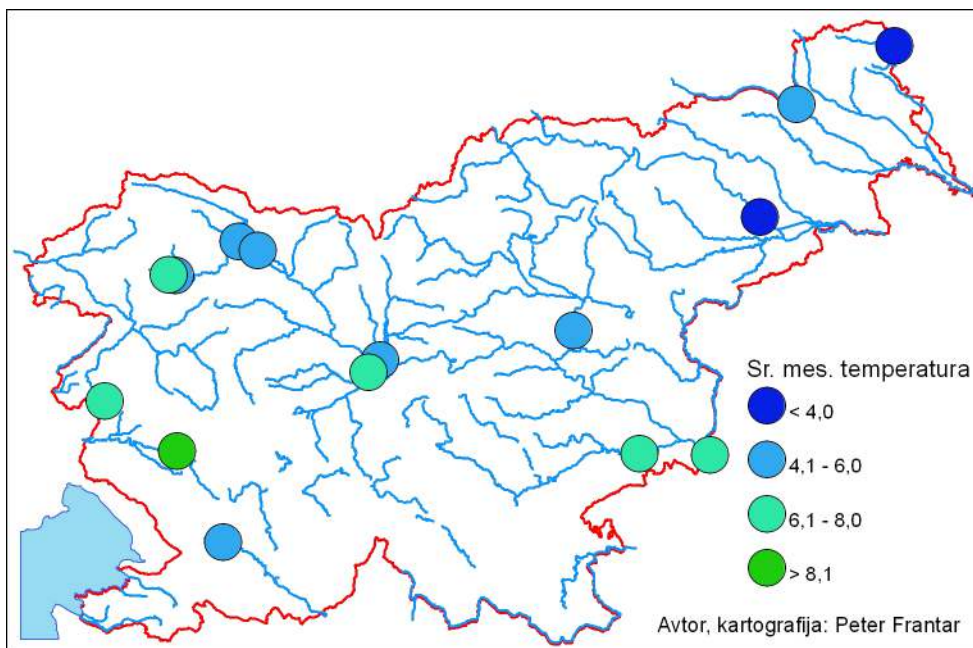 Sr. mes. temperatura
< 4,0
4,1 - 6,0
6,1 - 8,0
> 8,1
Avtor, kartografija: Peter Frantar